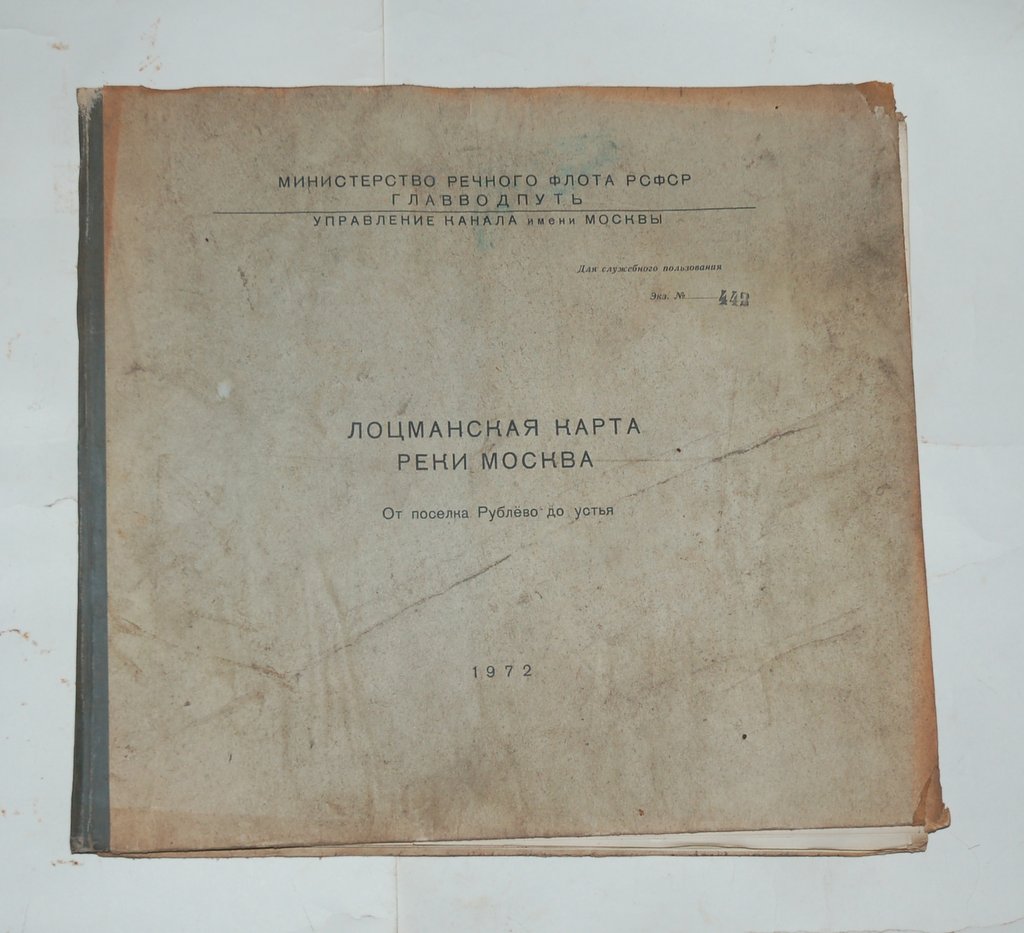 МИНИСТЕРСТВО РЕЧНОГО ФЛОТА РСФСР
ГЛАВВОДПУТЬ
УПРАВЛЕНИЕ КАНАЛА имени МОСКВЫ
Для служебного пользования
Экз. № 442
ЛОЦМАНСКАЯ КАРТА
РЕКИ МОСКВА
От поселка Рублёво до устья
1972